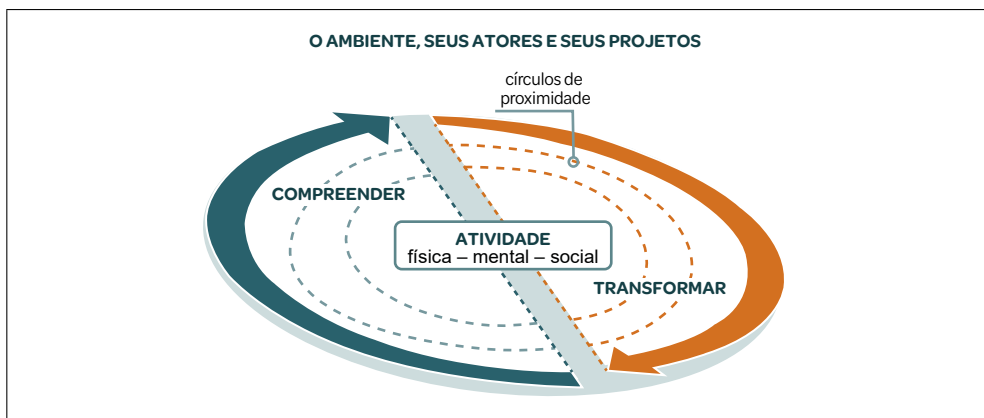 O AMBIENTE, SEUS ATORES E SEUS PROJETOS
círculos de
proximidade
COMPREENDER
ATIVIDADE
física – mental – social
TRANSFORMAR